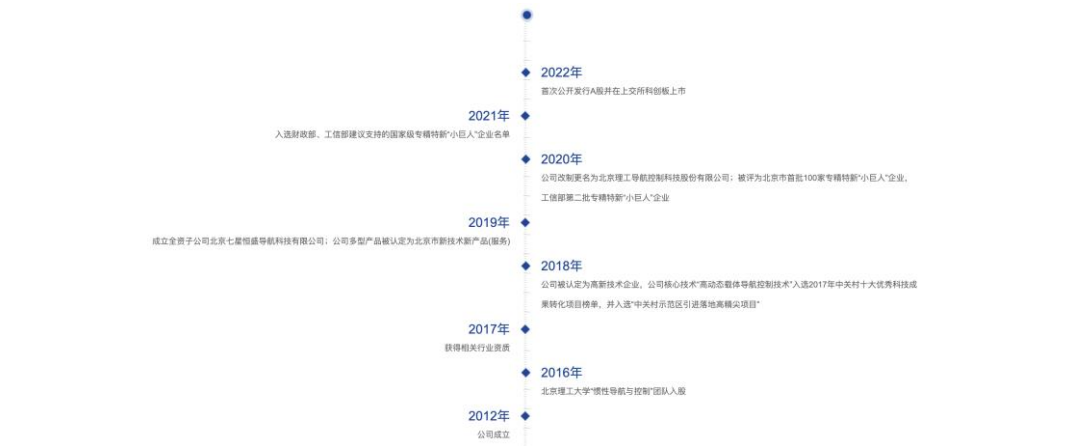 2022年
首次公开发行A股并在上交所科创板上市
2021年
入选财政部、工信部建议支持的国家级专精特新“小巨人”企业名单
2020年
公司改制更名为北京理工导航控制科技股份有限公司；被评为北京市首批100家专精特新“小巨人”企业，
工信部第二批专精特新“小巨人”企业
2019年
成立全资子公司北京七星恒盛导航科技有限公司；公司多型产品被认定为北京市新技术新产品(服务)
2018年
公司被认定为高新技术企业，公司核心技术“高动态载体导航控制技术”入选2017年中关村十大优秀科技成
果转化项目榜单，并入选“中关村示范区引进落地高精尖项目”
2017年
获得相关行业资质
2016年
北京理工大学“惯性导航与控制”团队入股
2012年
公司成立